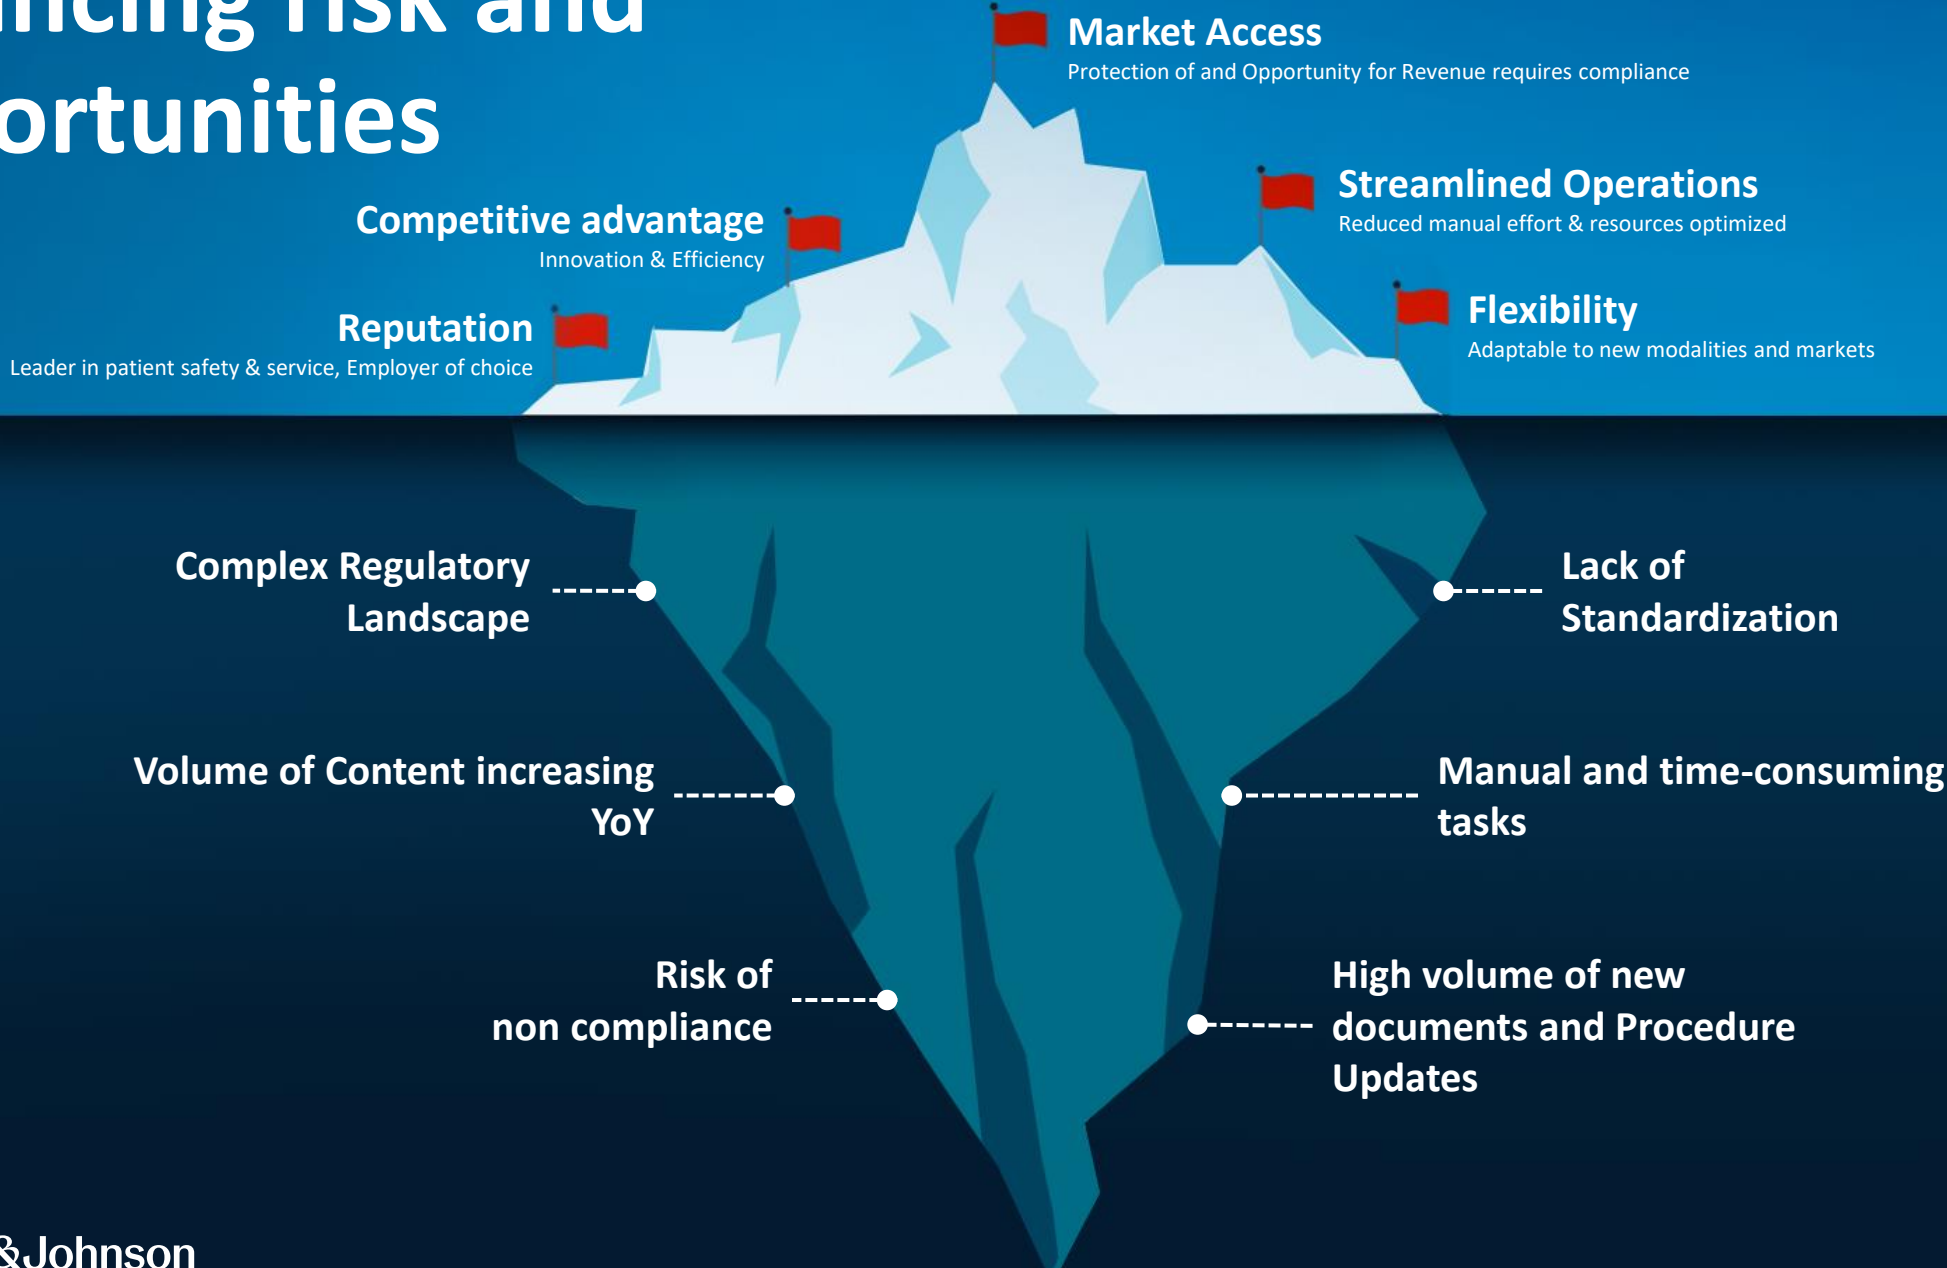 ncing risk and
ortunities
Market Access
Protection of and Opportunity for Revenue requires compliance
Streamlined Operations
Reduced manual effort & resources optimized
Competitive advantage
Innovation & Efficiency
Flexibility
Adaptable to new modalities and markets
Reputation
Leader in patient safety & service, Employer of choice
Complex Regulatory
Landscape
Lack of
Standardization
Volume of Content increasing
YoY
Manual and time-consuming
tasks
Risk of
non compliance
High volume of new
documents and Procedure
Updates
&Johnson